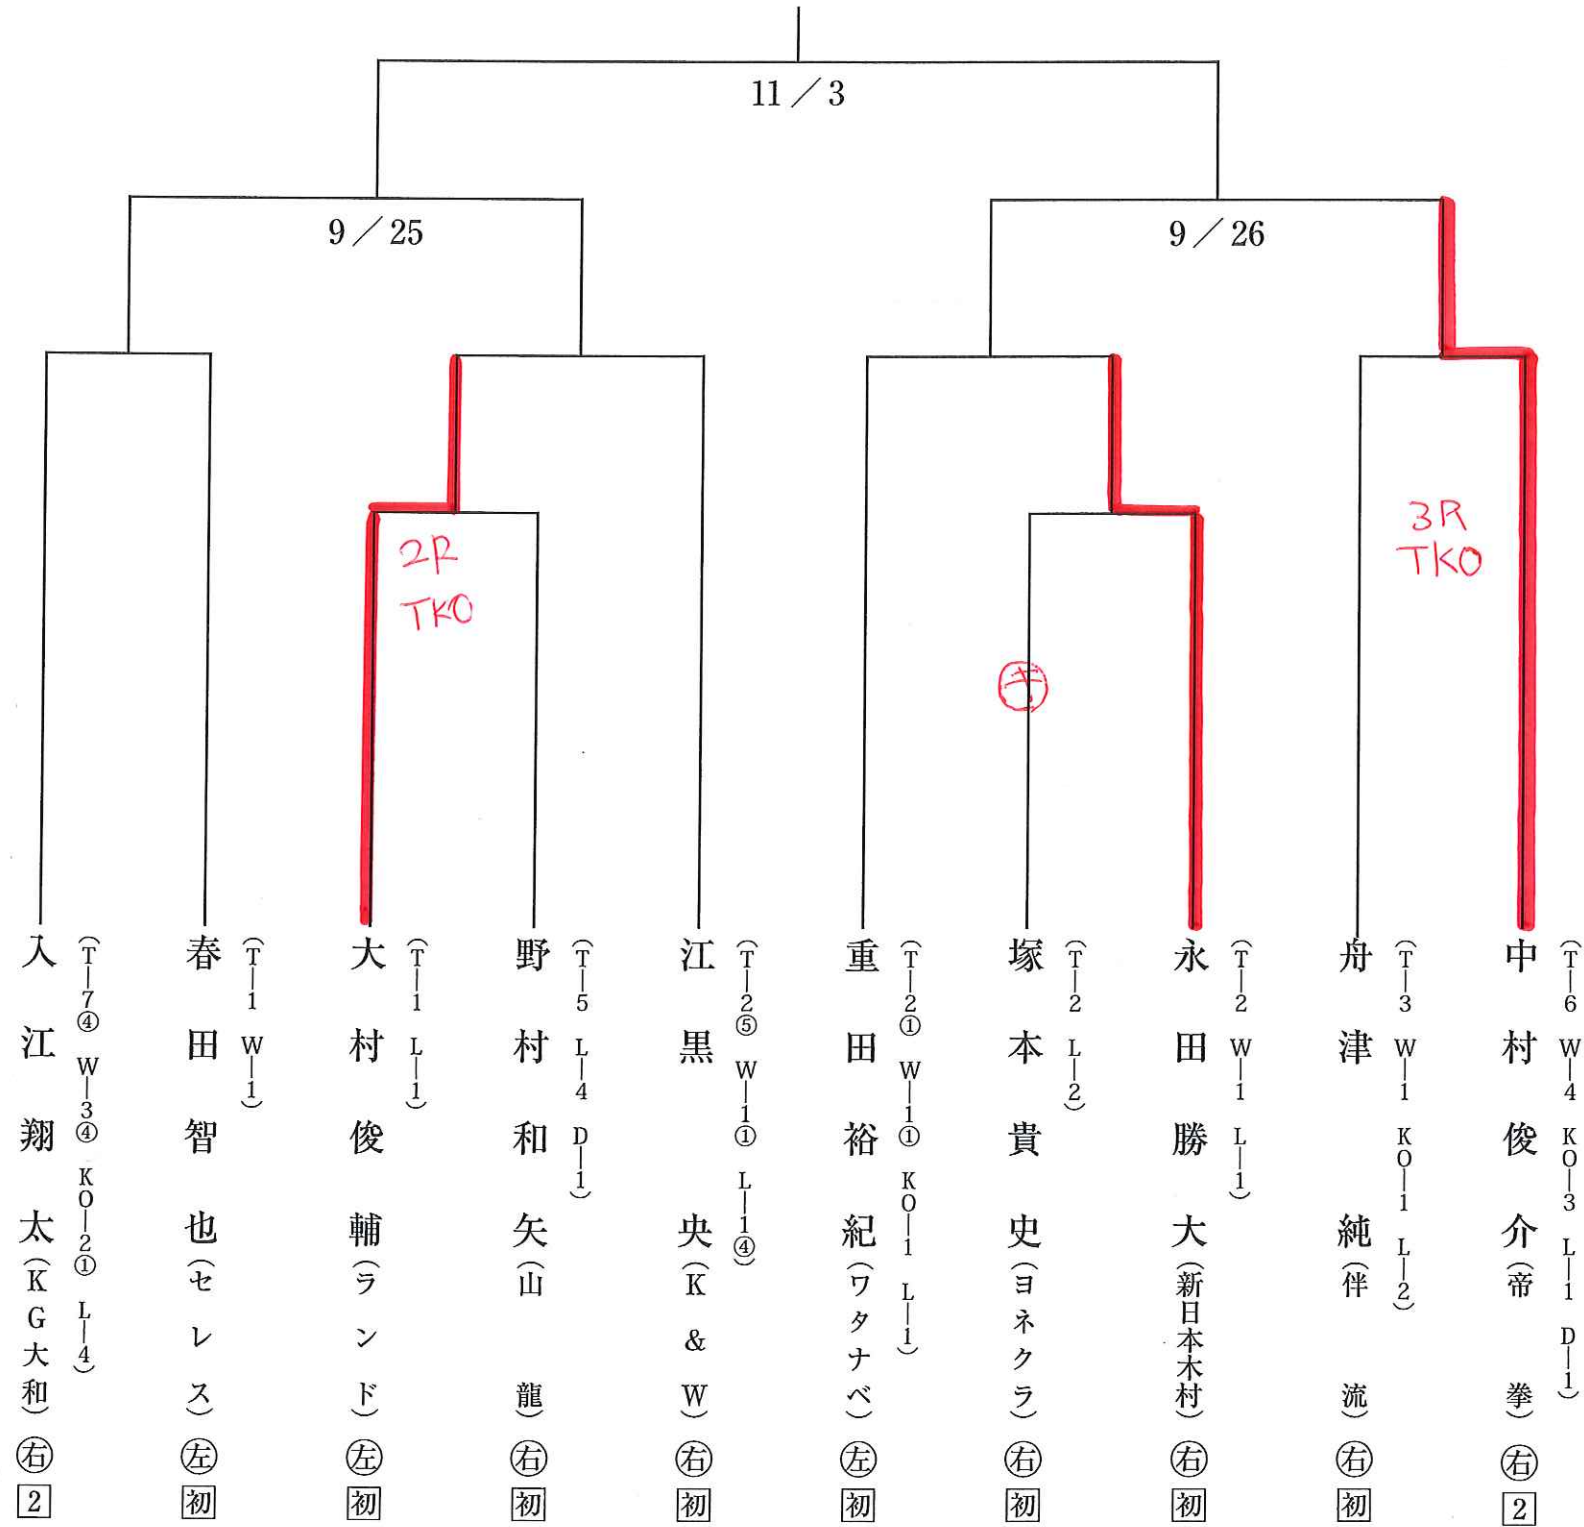 11／3
9／25
9／26
2R
TKO
3R
TKO
㋖
入江翔太（KG大和）㊨ 2
（T―7④ W―3④ KO―2① L―4）
春田智也（セレス）㊧ 初
（T―1 W―1）
大村俊輔（ランド）㊧ 初
（T―1 L―1）
野村和矢（山龍）㊨ 初
（T―5 L―4 D―1）
江黒央（K&W）㊨ 初
（T―2⑤ W―1① L―1④）
重田裕紀（ワタナベ）㊧ 初
（T―2① W―1① KO―1 L―1）
塚本貴史（ヨネクラ）㊨ 初
（T―2 L―2）
永田勝大（新日本木村）㊨ 初
（T―2 W―1 L―1）
舟津純（伴流）㊨ 初
（T―3 W―1 KO―1 L―2）
中村俊介（帝拳）㊨ 2
（T―6 W―4 KO―3 L―1 D―1）